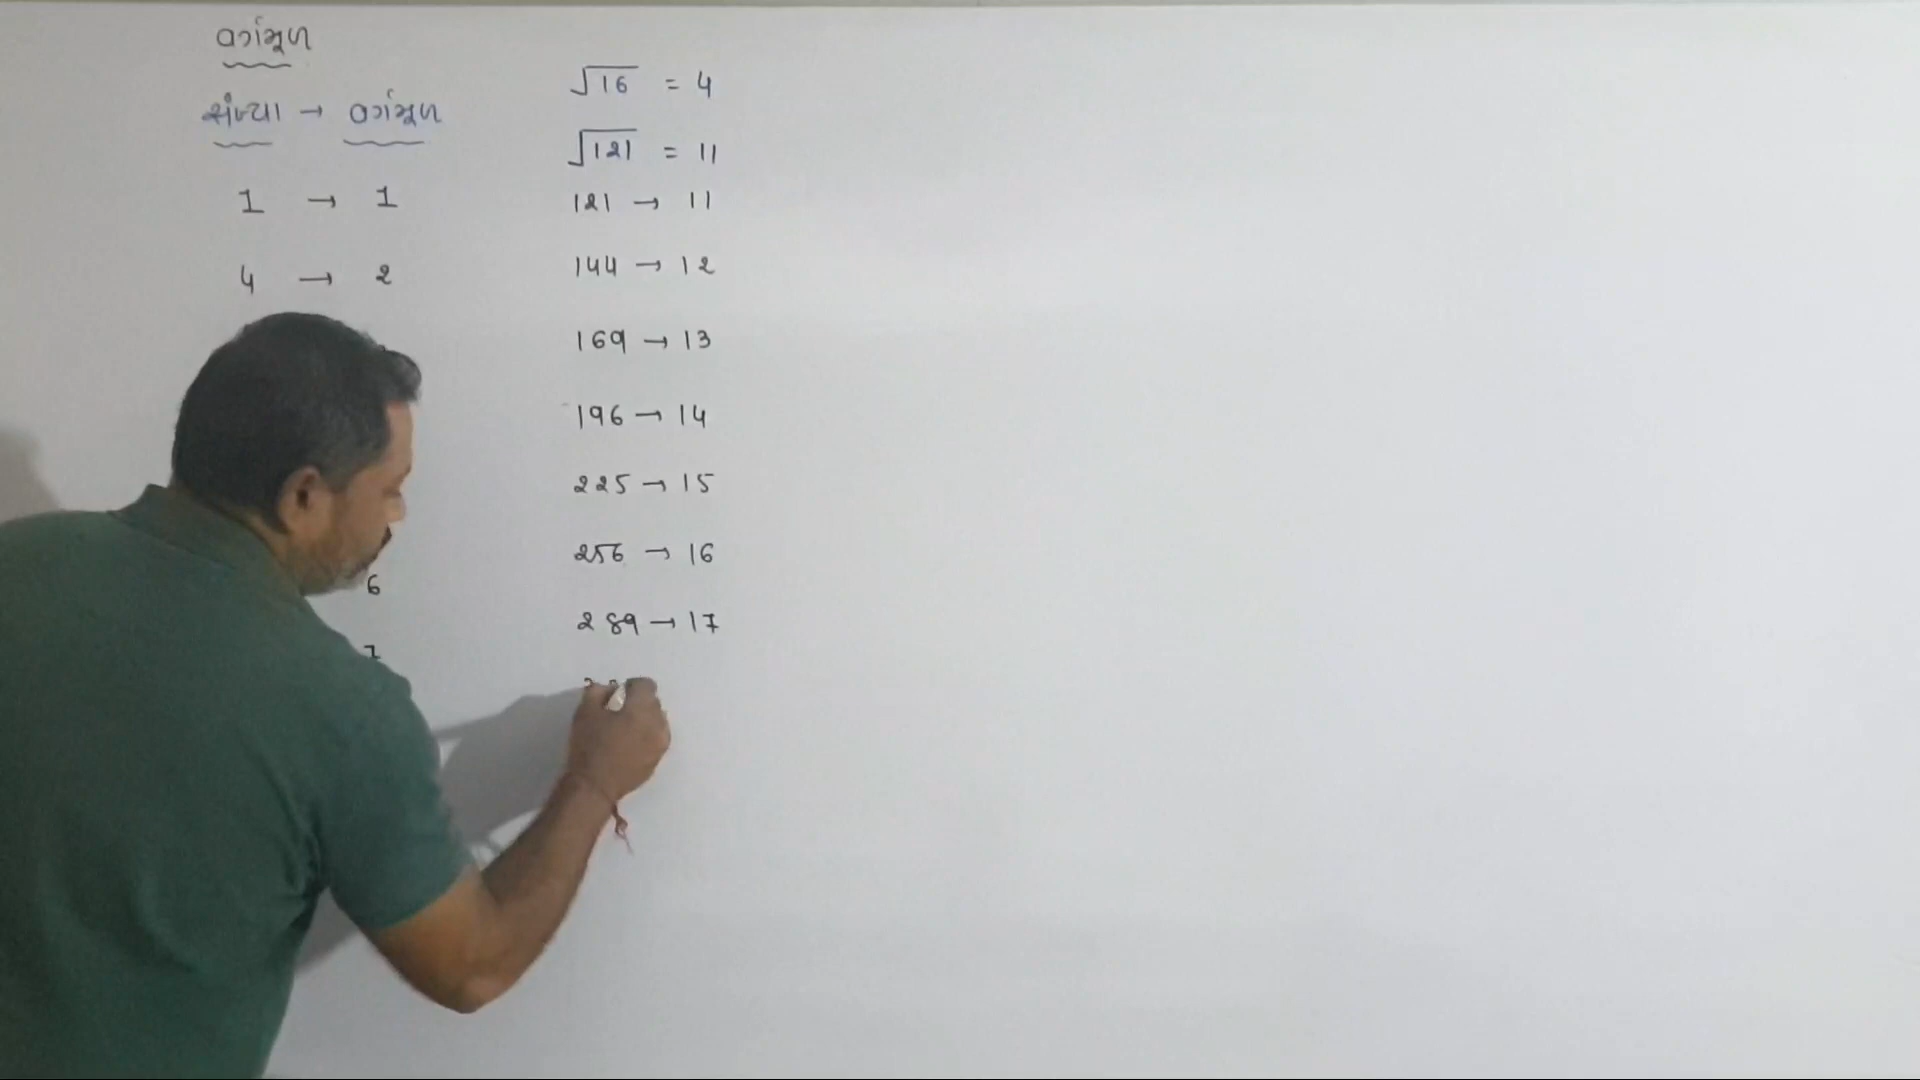 વર્ગમૂળ
સંખ્યા → વર્ગમૂળ
1 → 1
4 → 2
6
7
√16 = 4
√121 = 11
121 → 11
144 → 12
169 → 13
196 → 14
225 → 15
256 → 16
289 → 17